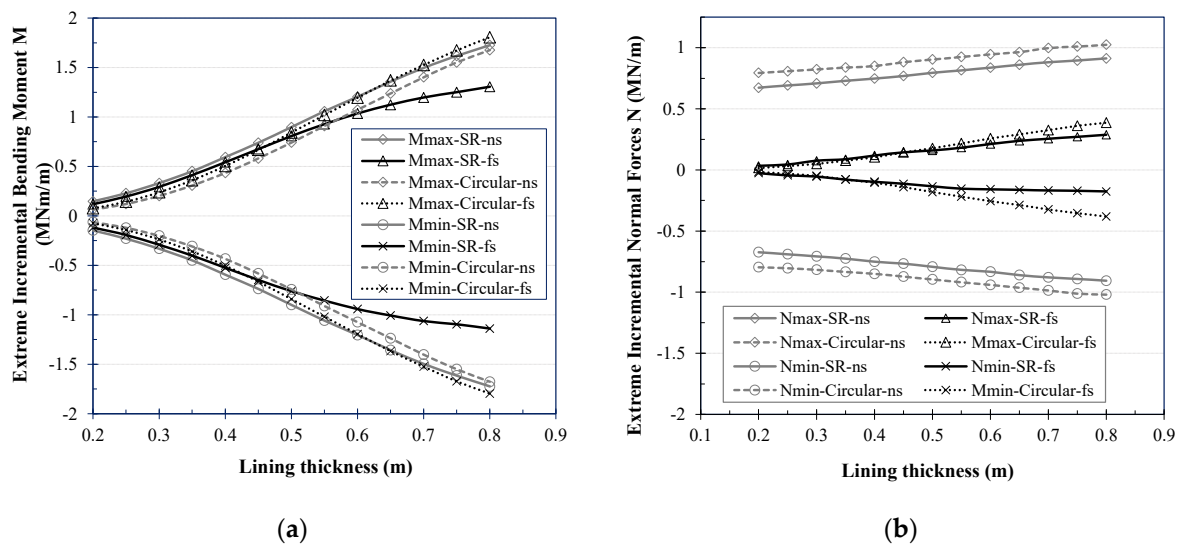 Extreme Incremental Bending Moment M
(MNm/m)
2
1.5
1
0.5
0
-0.5
-1
-1.5
-2
0.2 0.3 0.4 0.5 0.6 0.7 0.8 0.9
Lining thickness (m)
Mmax-SR-ns
Mmax-SR-fs
Mmax-Circular-ns
Mmax-Circular-fs
Mmin-SR-ns
Mmin-SR-fs
Mmin-Circular-ns
Mmin-Circular-fs
(a)
Extreme Incremental Normal Forces N (MN/m)
1
0.5
0
-0.5
-1
-1.5
-2
0.1 0.2 0.3 0.4 0.5 0.6 0.7 0.8 0.9
Lining thickness (m)
Nmax-SR-ns Nmax-SR-fs
Nmax-Circular-ns Mmax-Circular-fs
Nmin-SR-ns Nmin-SR-fs
Nmin-Circular-ns Mmin-Circular-fs
(b)